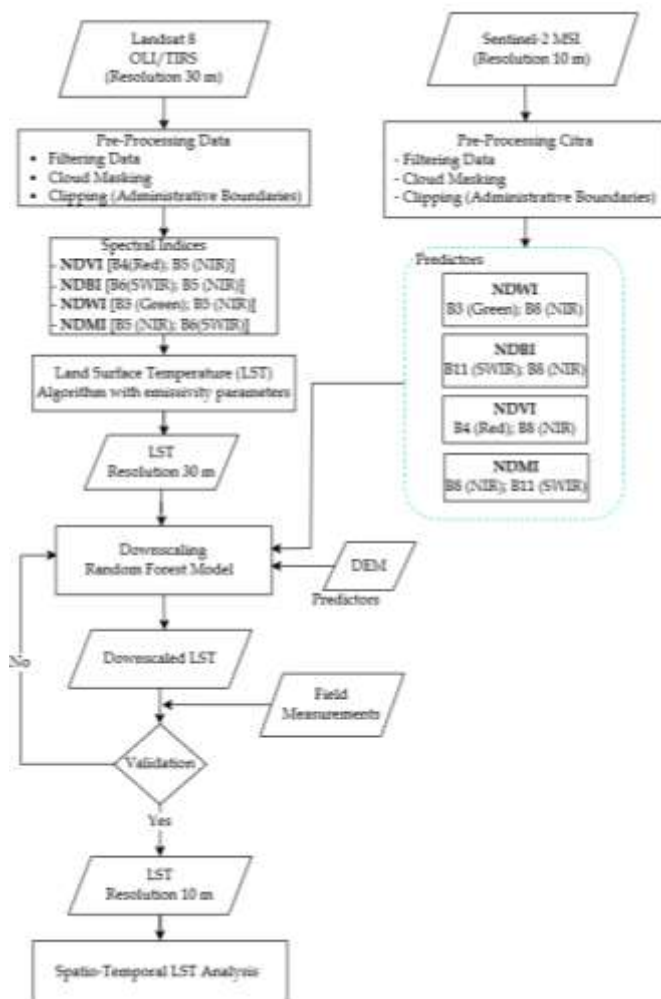 Landsat 8
OLI/TIRS
(Resolution 30 m)
Pre-Processing Data
• Filtering Data
• Cloud Masking
• Clipping (Administrative Boundaries)
Spectral Indices
- NDVI [B4(Red); B5 (NIR)]
- NDBI [B6(SWIR); B5 (NIR)]
- NDWI [B3 (Green); B5 (NIR)[
- NDMI [B5 (NIR); B6(SWIR)]
Land Surface Temperature (LST)
Algorithm with emissivity parameters
LST
Resolution 30 m
Downscaling
Random Forest Model
Downscaled LST
No
Validation
Yes
LST
Resolution 10 m
Spatio-Temporal LST Analysis
Sentinel-2 MSI
(Resolution 10 m)
Pre-Processing Citra
- Filtering Data
- Cloud Masking
- Clipping (Administrative Boundaries)
Predictors
NDWI
B3 (Green); B8 (NIR)
NDBI
B11 (SWIR); B8 (NIR)
NDVI
B4 (Red); B8 (NIR)
NDMI
B8 (NIR); B11 (SWIR)
DEM
Predictors
Field
Measurements